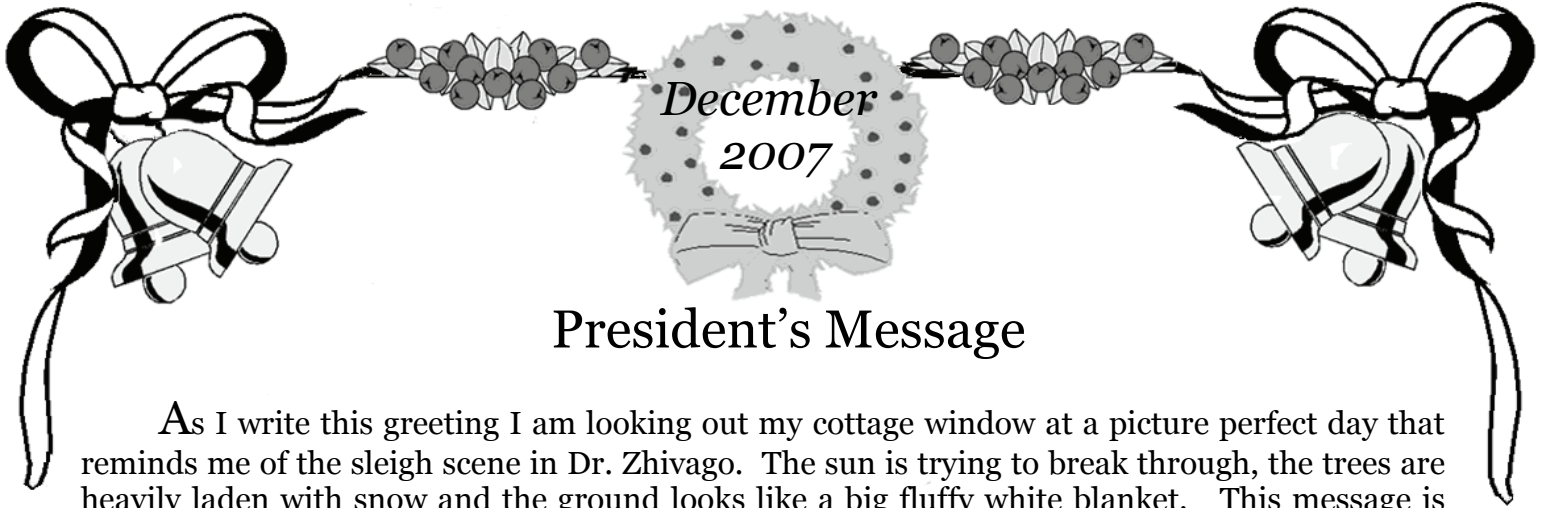 December
2007
President's Message
As I write this greeting I am looking out my cottage window at a picture perfect day that
reminds me of the sleigh scene in Dr. Zhivago.  The sun is trying to break through, the trees are
heavily laden with snow and the ground looks like a big fluffy white blanket.   This message is